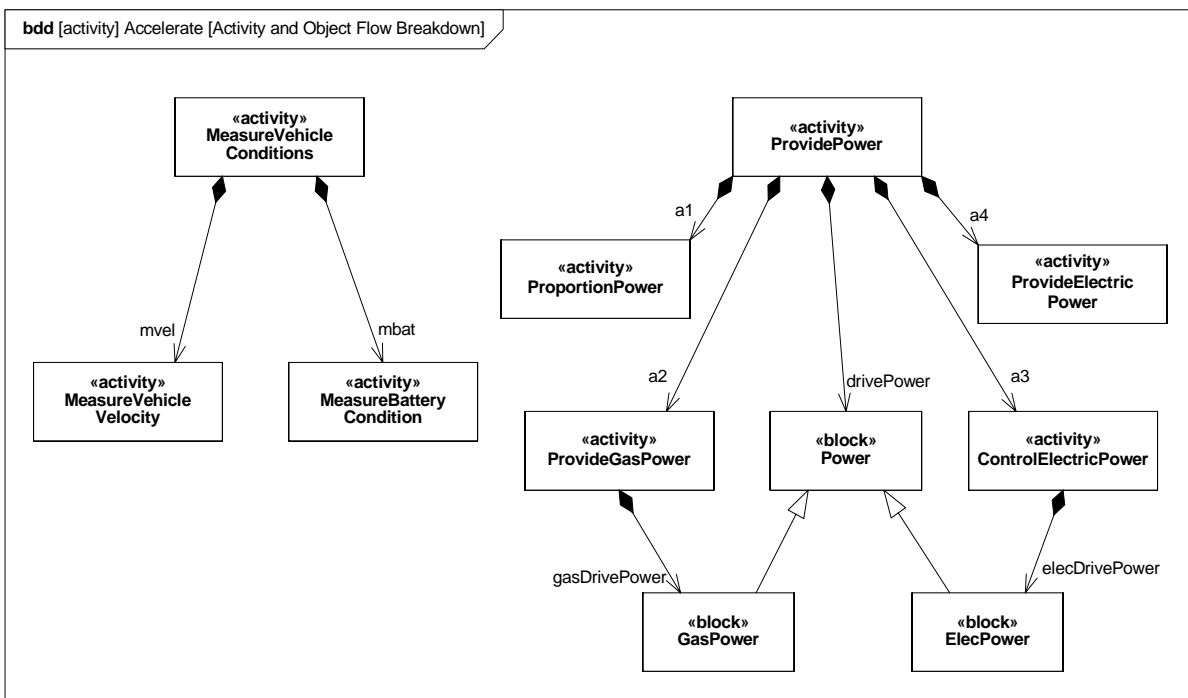 bdd [activity] Accelerate [Activity and Object Flow Breakdown]
«activity»
MeasureVehicle
Conditions
«activity»
ProvidePower
a1
a4
«activity»
ProportionPower
«activity»
ProvideElectric
Power
mvel
mbat
a2
drivePower
a3
«activity»
MeasureVehicle
Velocity
«activity»
MeasureBattery
Condition
«activity»
ProvideGasPower
«block»
Power
«activity»
ControlElectricPower
gasDrivePower
elecDrivePower
«block»
GasPower
«block»
ElecPower